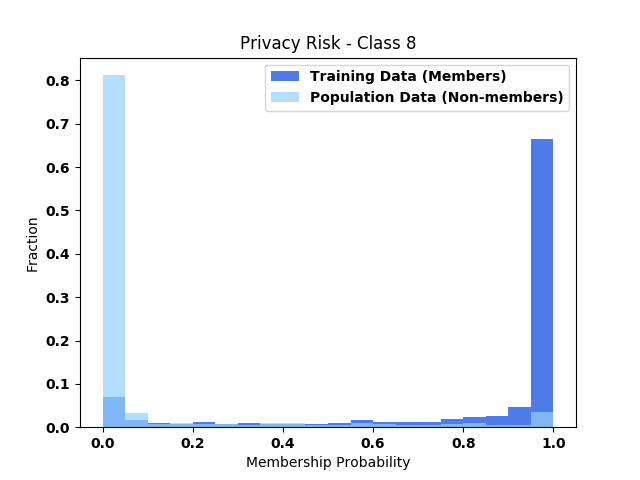 Privacy Risk - Class 8
Training Data (Members)
Population Data (Non-members)
Fraction
0.8
0.7
0.6
0.5
0.4
0.3
0.2
0.1
0.0
0.0 0.2 0.4 0.6 0.8 1.0
Membership Probability